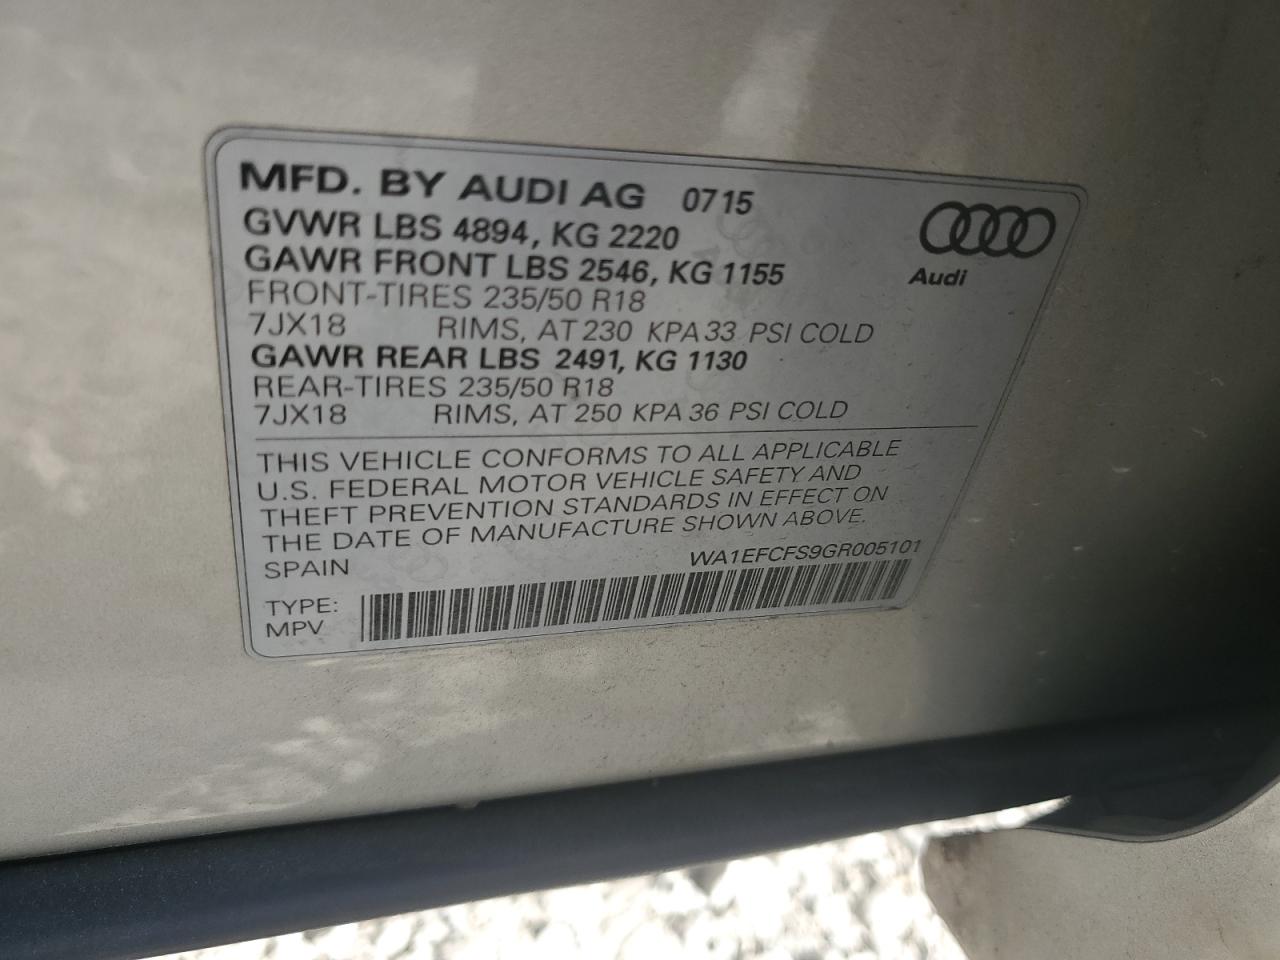 MFD. BY AUDI AG 0715
GVWR LBS 4894, KG 2220
GAWR FRONT LBS 2546, KG 1155
FRONT-TIRES 235/50 R18
7JX18 RIMS, AT 230 KPA 33 PSI COLD
GAWR REAR LBS 2491, KG 1130
REAR-TIRES 235/50 R18
7JX18 RIMS, AT 250 KPA 36 PSI COLD
Audi
THIS VEHICLE CONFORMS TO ALL APPLICABLE
U.S. FEDERAL MOTOR VEHICLE SAFETY AND
THEFT PREVENTION STANDARDS IN EFFECT ON
THE DATE OF MANUFACTURE SHOWN ABOVE.
SPAIN WA1EFCFS9GR005101
TYPE:
MPV